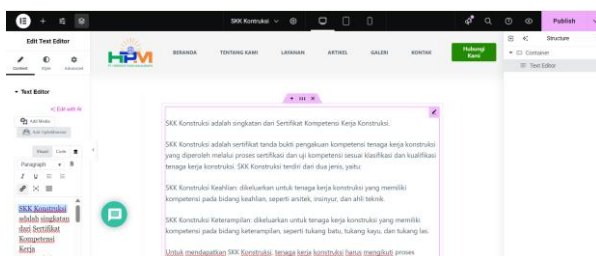 SKK Kontruksi
Publish
Edit Text Editor
Content
Style
Advanced
Text Editor
Edit with AI
Add Media
Visual
Code
Paragraph
SKK Konstruksi
adalah singkatan
dari Sertifikat
Kompetensi
Kerja
HPM
BERANDA
TENTANG KAMI
LAYANAN
ARTIKEL
GALERI
KONTAK
Hubungi
Kami
SKK Konstruksi adalah singkatan dari Sertifikat Kompetensi Kerja Konstruksi.
SKK Konstruksi adalah sertifikat tanda bukti pengakuan kompetensi tenaga kerja konstruksi
yang diperoleh melalui proses sertifikasi dan uji kompetensi sesuai klasifikasi dan kualifikasi
tenaga kerja konstruksi. SKK Konstruksi terdiri dari dua jenis, yaitu:
SKK Konstruksi Keahlian: dikeluarkan untuk tenaga kerja konstruksi yang memiliki
kompetensi pada bidang keahlian, seperti arsitek, insinyur, dan ahli teknik.
SKK Konstruksi Keterampilan: dikeluarkan untuk tenaga kerja konstruksi yang memiliki
kompetensi pada bidang keterampilan, seperti tukang batu, tukang kayu, dan tukang las.
Untuk mendapatkan SKK Konstruksi, tenaga kerja konstruksi harus mengikuti proses
Structure
Container
Text Editor